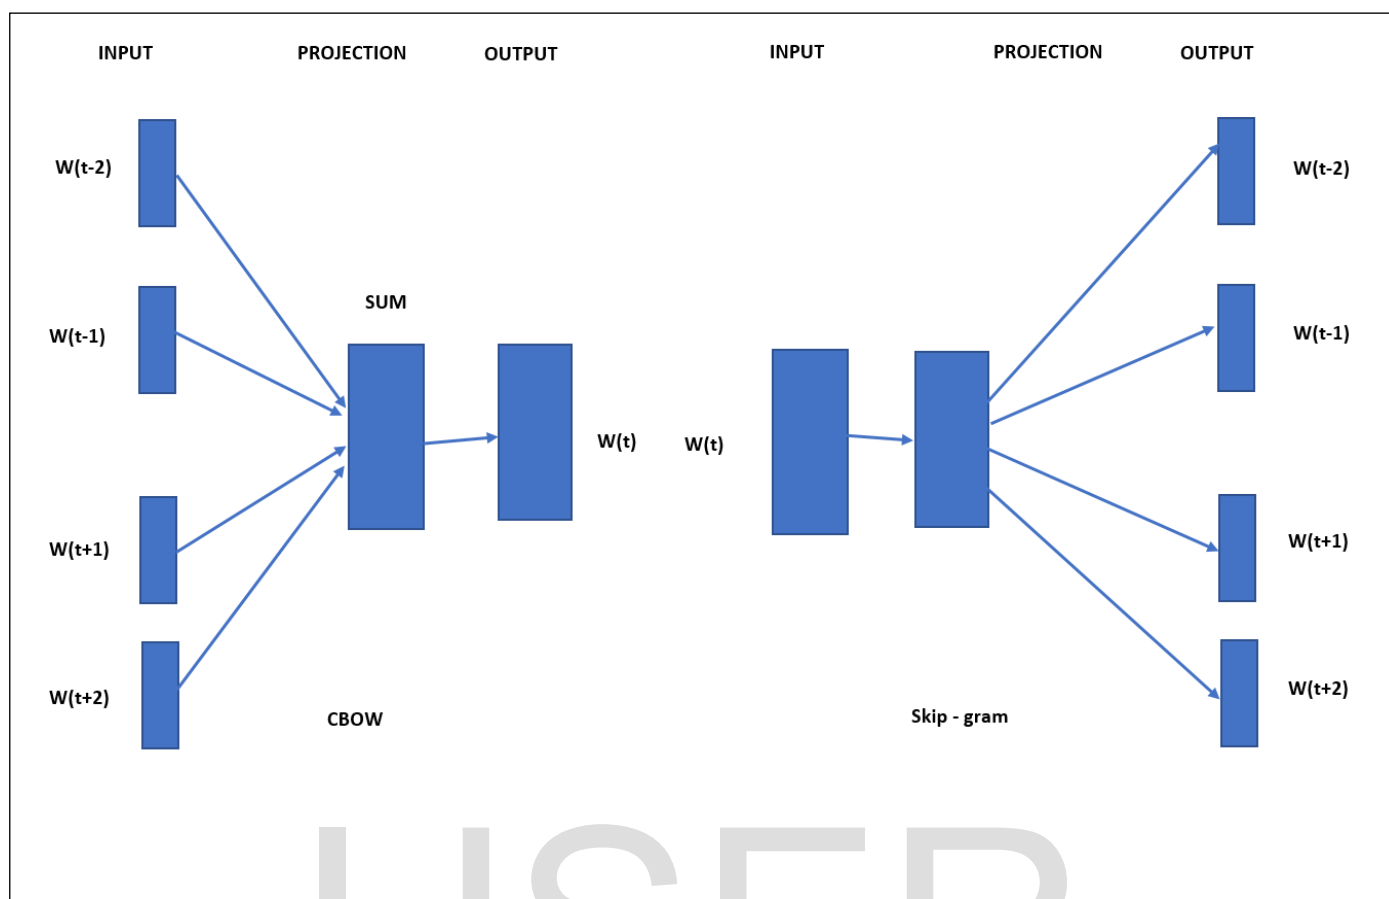 INPUT PROJECTION OUTPUT
W(t-2)
W(t-1)
SUM
W(t)
W(t+1)
W(t+2)
CBOW
INPUT PROJECTION OUTPUT
W(t-2)
W(t-1)
W(t)
W(t+1)
W(t+2)
Skip - gram